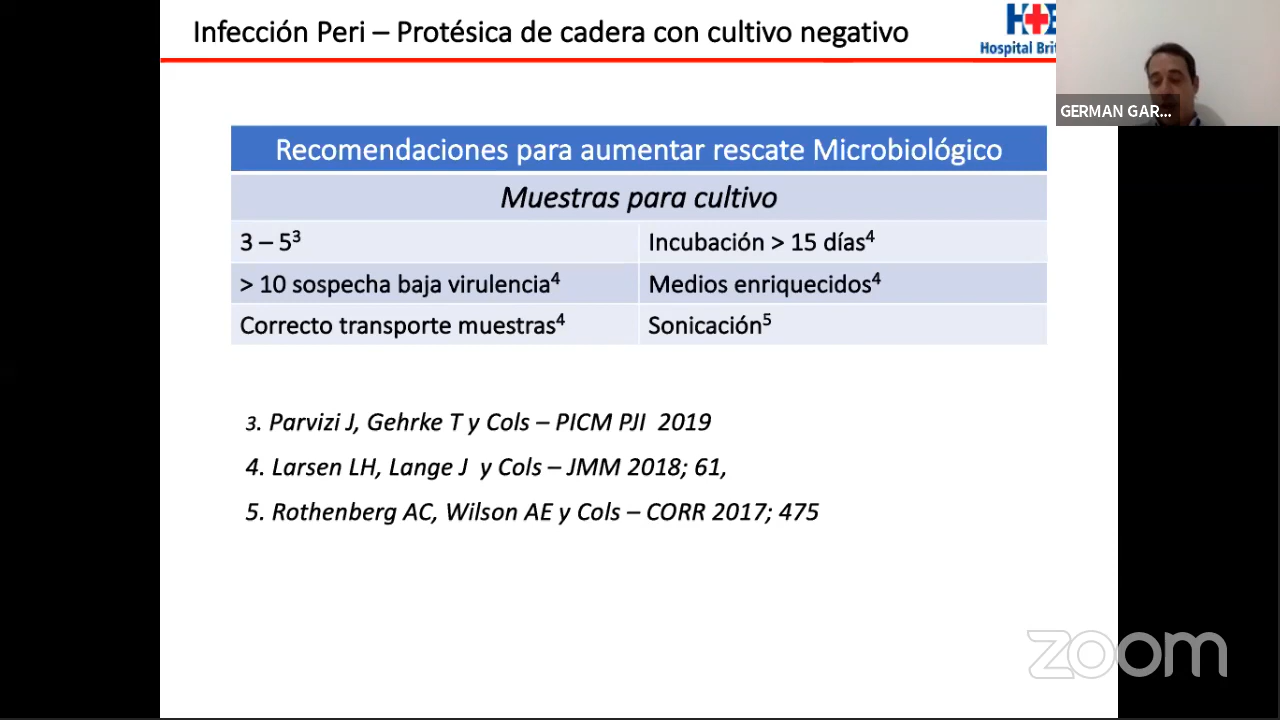 Infección Peri – Protésica de cadera con cultivo negativo
HB
Hospital Brit
GERMAN GAR...
Recomendaciones para aumentar rescate Microbiológico
Muestras para cultivo
3 – 5³
Incubación > 15 días⁴
> 10 sospecha baja virulencia⁴
Medios enriquecidos⁴
Correcto transporte muestras⁴
Sonicación⁵
3. Parvizi J, Gehrke T y Cols – PICM PJI 2019
4. Larsen LH, Lange J y Cols – JMM 2018; 61,
5. Rothenberg AC, Wilson AE y Cols – CORR 2017; 475
zoom